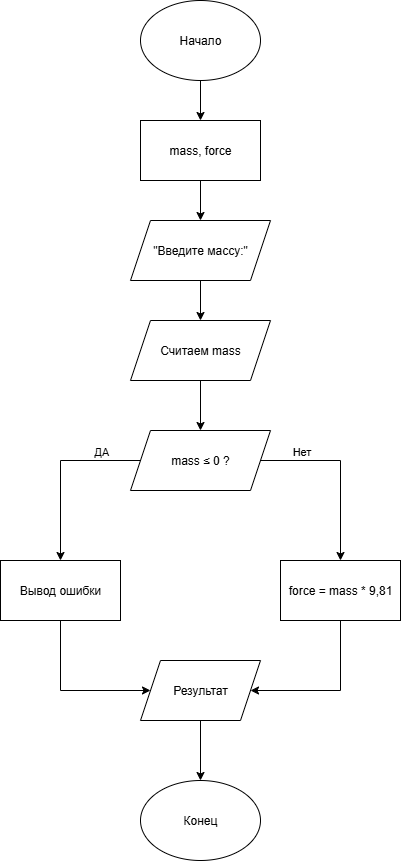 Начало
mass, force
"Введите массу:"
Считаем mass
mass ≤ 0 ?
ДА
Нет
Вывод ошибки
force = mass * 9,81
Результат
Конец